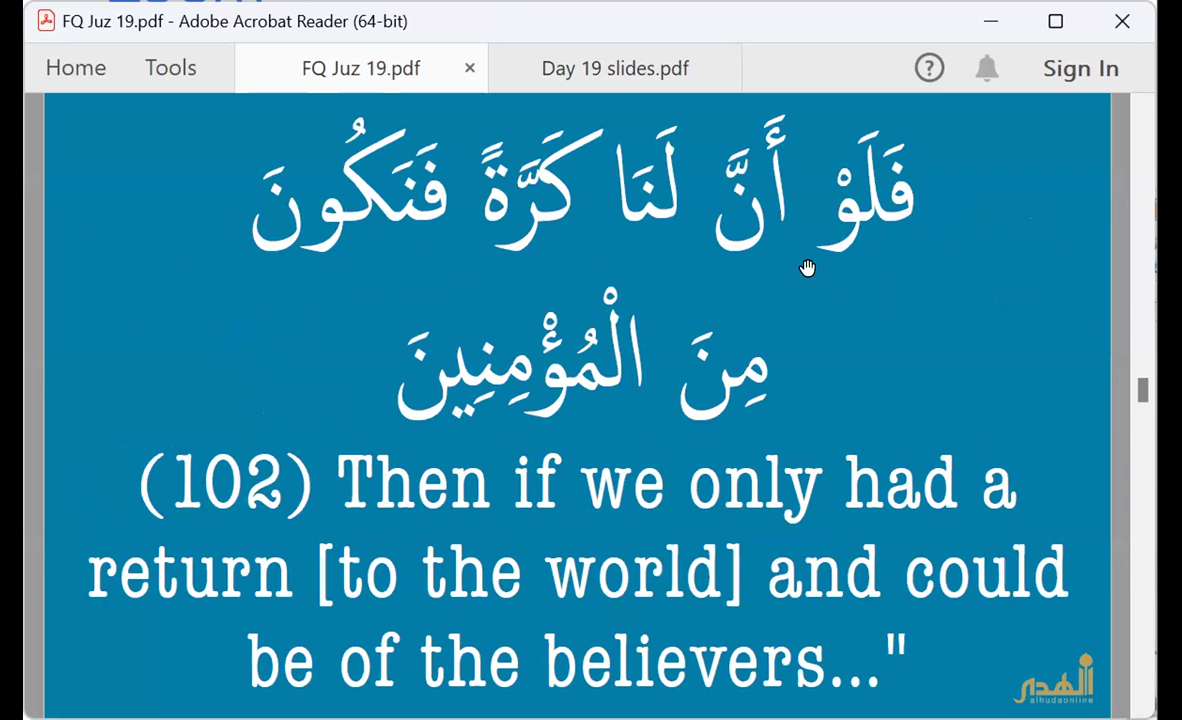 FQ Juz 19.pdf - Adobe Acrobat Reader (64-bit)
Home Tools FQ Juz 19.pdf Day 19 slides.pdf Sign In
فَلَوْ أَنَّ لَنَا كَرَّةً فَنَكُونَ
مِنَ الْمُؤْمِنِينَ
(102) Then if we only had a
return [to the world] and could
be of the believers..."
الهدى
alhudaonline